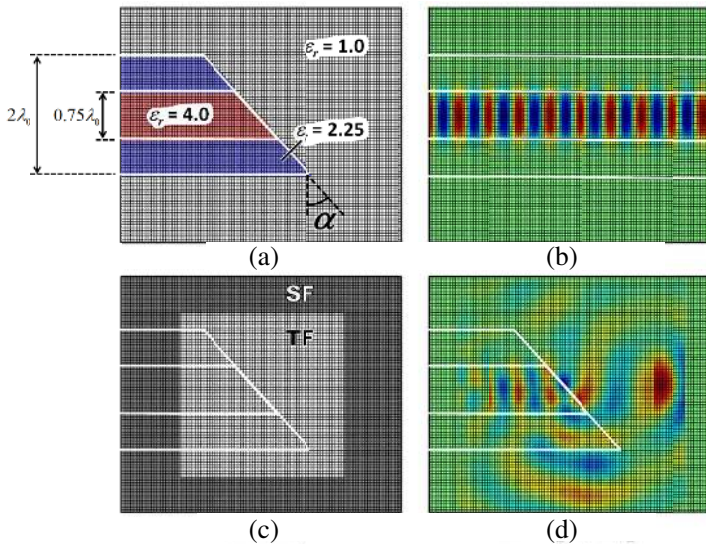 εr = 1.0
2λ0
0.75λ0
εr = 4.0
εr = 2.25
α
(a) (b)
SF
TF
(c) (d)